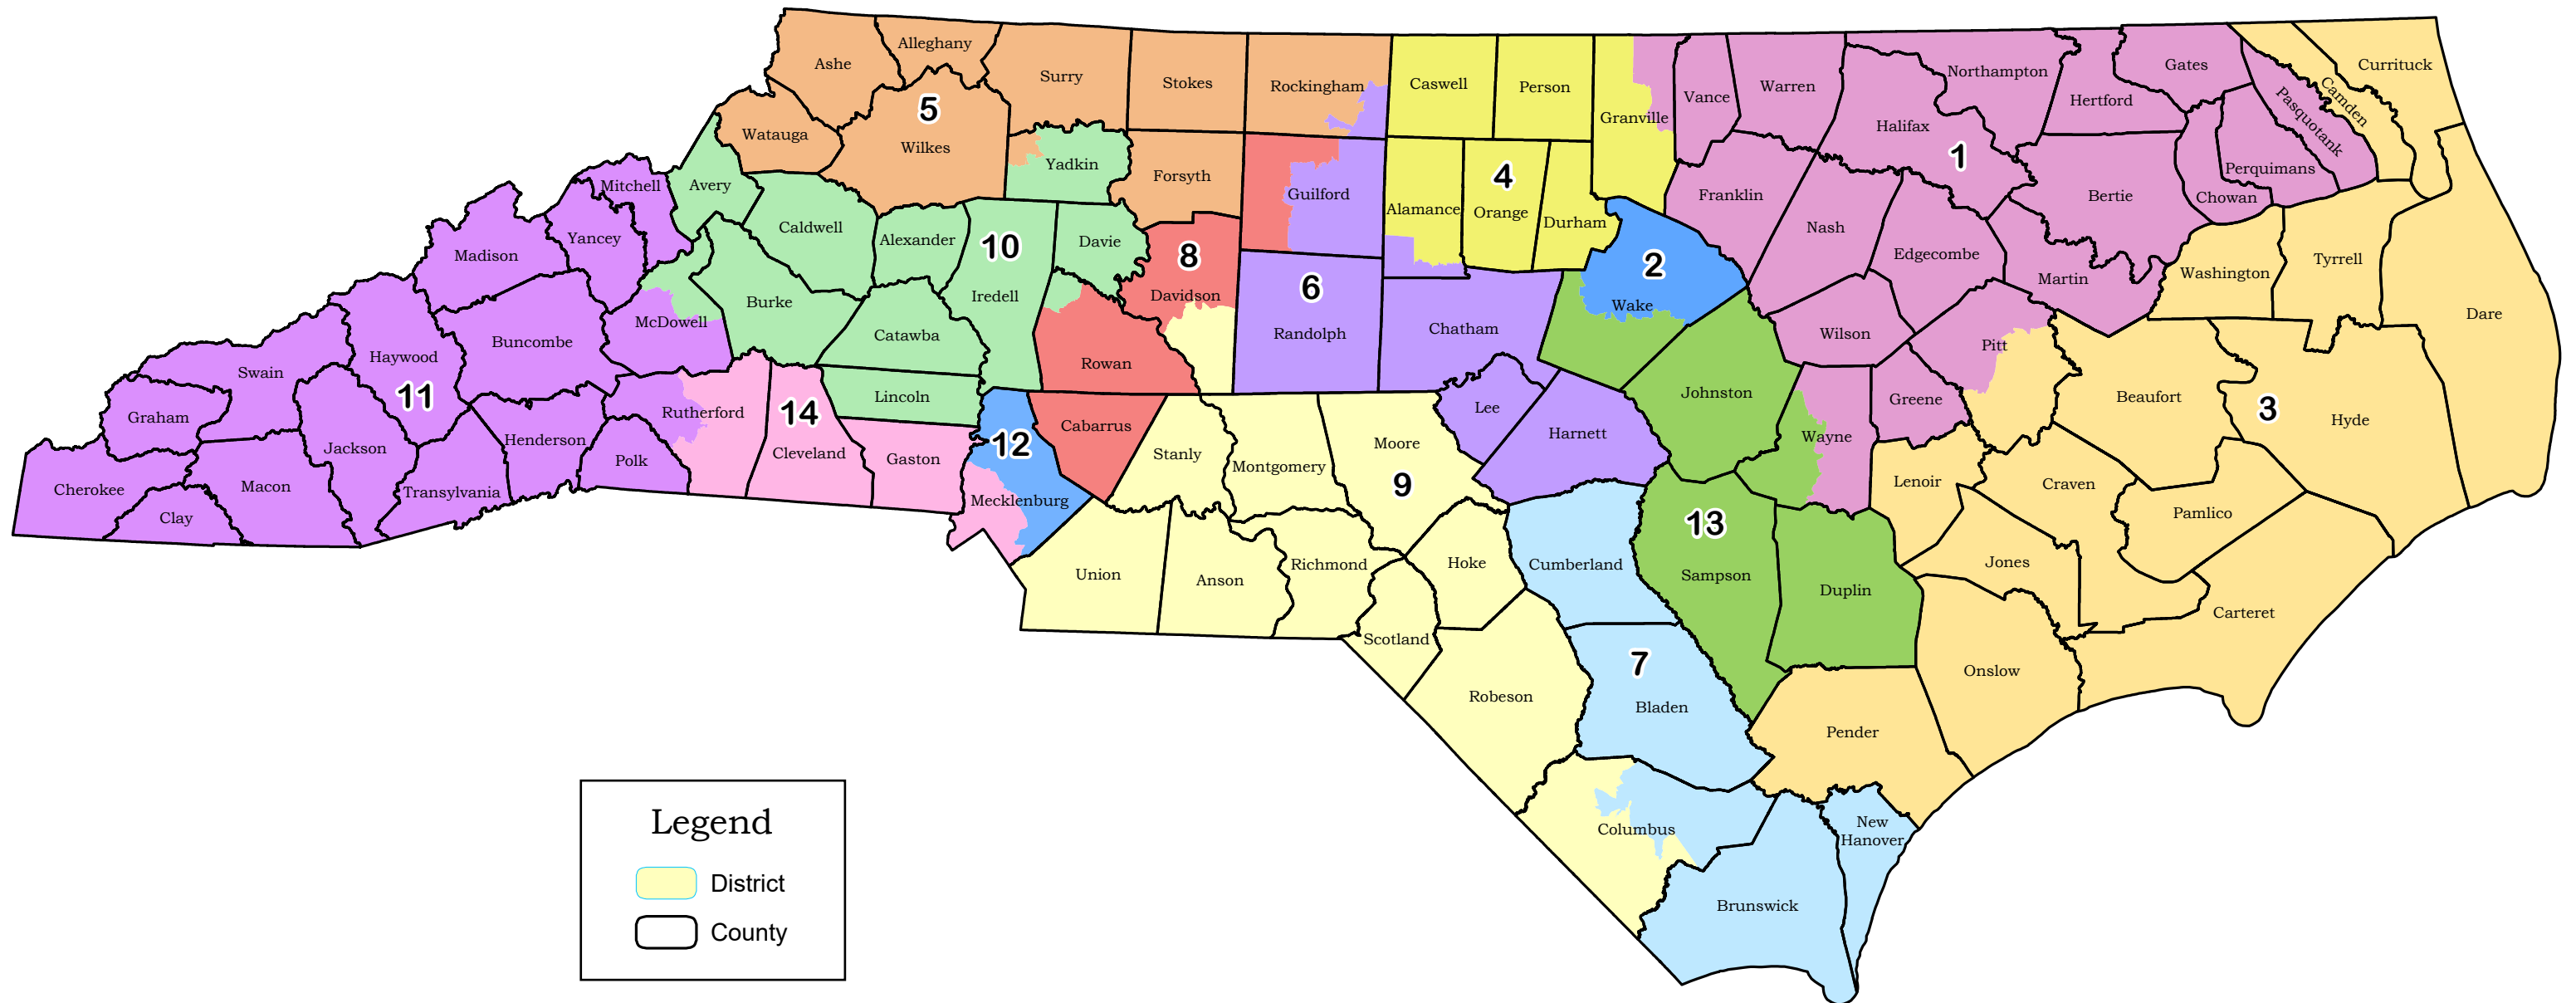 Ashe
Alleghany
Surry
Stokes
Rockingham
Caswell
Person
Granville
Vance
Warren
Northampton
Gates
Currituck
Camden
Pasquotank
Hertford
Halifax
Perquimans
Chowan
Bertie
5
Wilkes
Watauga
Yadkin
Forsyth
Guilford
Alamance
4
Orange
Durham
Franklin
1
Nash
Edgecombe
Martin
Washington
Tyrrell
Dare
Mitchell
Avery
Yancey
Madison
Caldwell
Alexander
10
Iredell
Davie
8
Davidson
6
Randolph
Chatham
2
Wake
Wilson
Pitt
Burke
McDowell
Buncombe
Catawba
Rowan
Haywood
Swain
11
Graham
Lincoln
Rutherford
14
Cleveland
Gaston
12
Mecklenburg
Cabarrus
Stanly
Montgomery
Moore
9
Lee
Harnett
Johnston
Wayne
Greene
Beaufort
3
Hyde
Lenoir
Craven
Pamlico
Jackson
Henderson
Polk
Transylvania
Cherokee
Macon
Clay
Union
Anson
Richmond
Hoke
Scotland
Cumberland
13
Sampson
Duplin
Jones
Carteret
Onslow
7
Bladen
Robeson
Pender
Columbus
New
Hanover
Brunswick
Legend
District
County